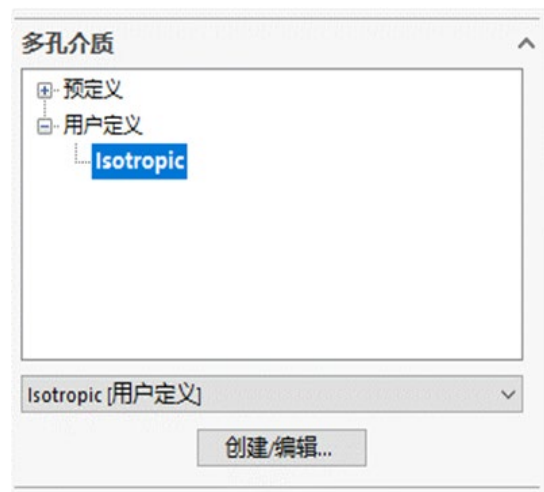 多孔介质
预定义
用户定义
Isotropic
Isotropic [用户定义]
创建/编辑...